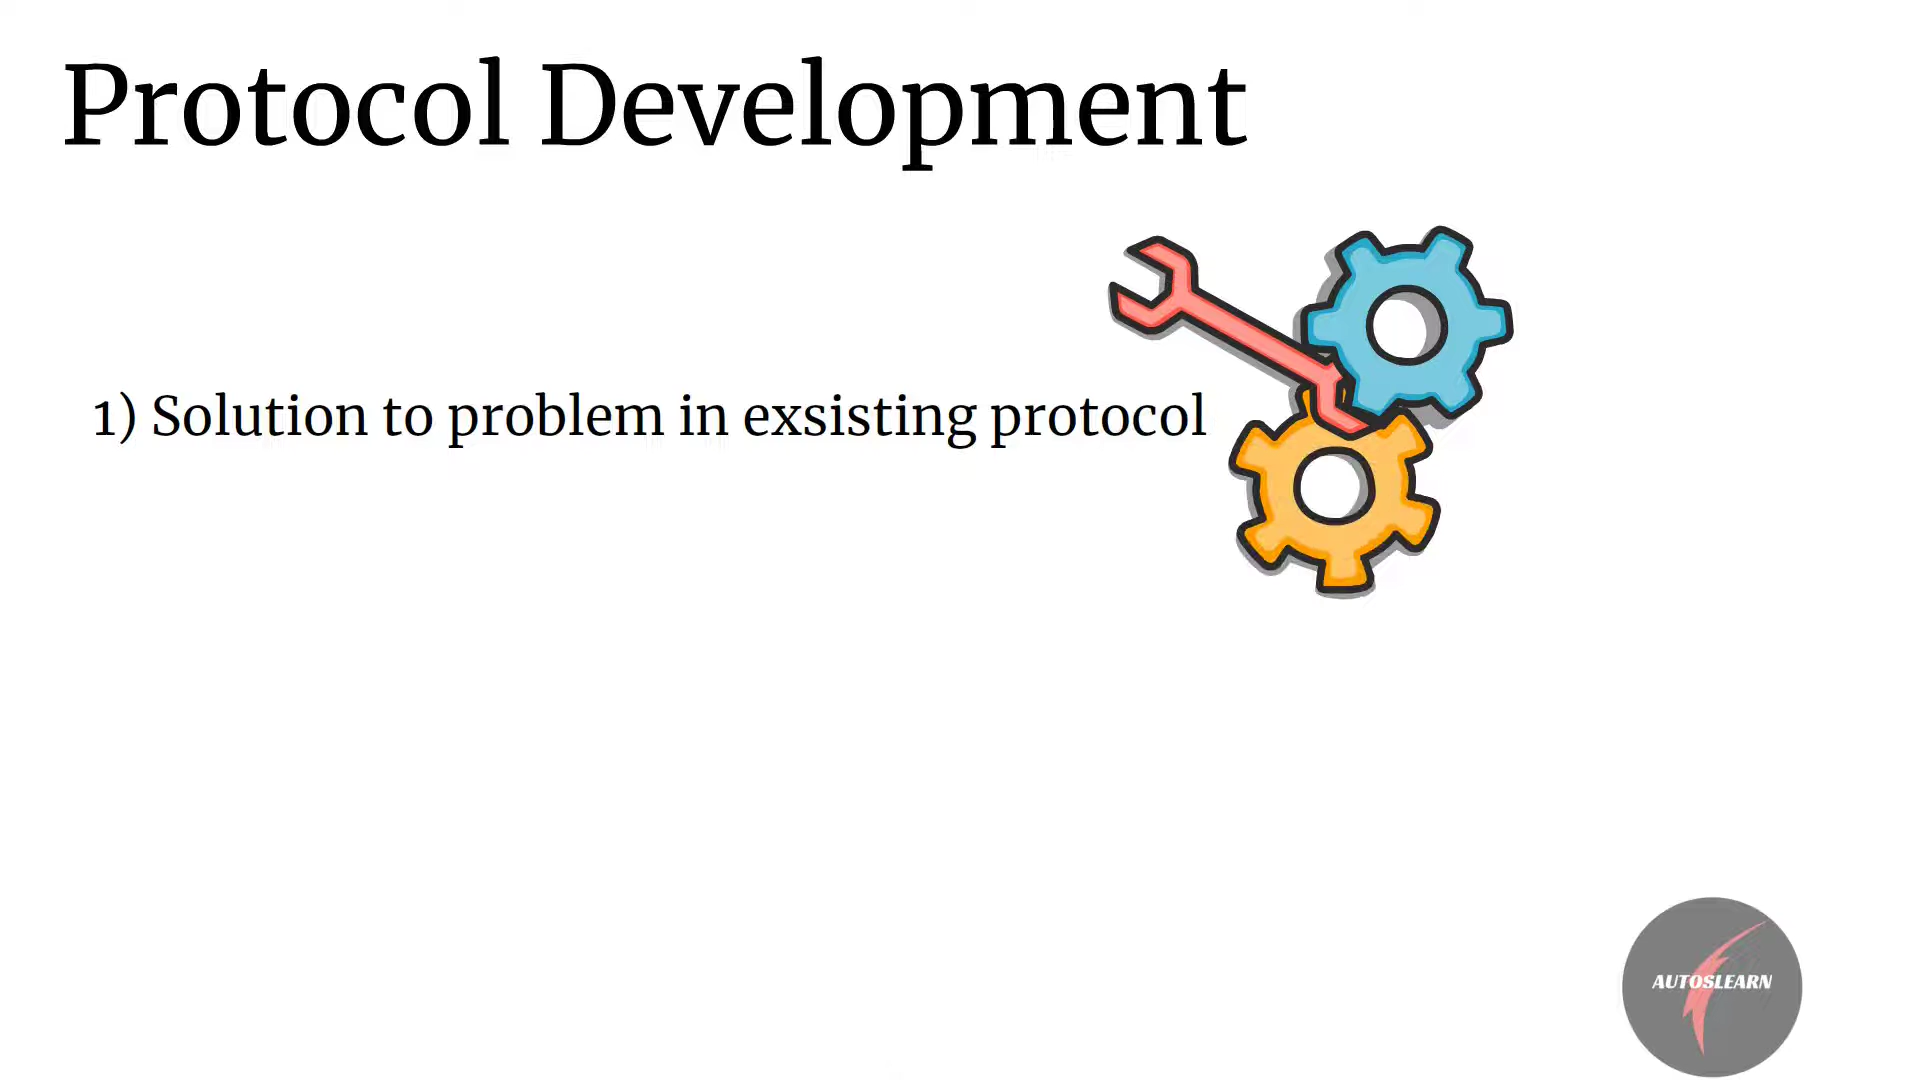 Protocol Development
1) Solution to problem in exsisting protocol
AUTOSLEARN